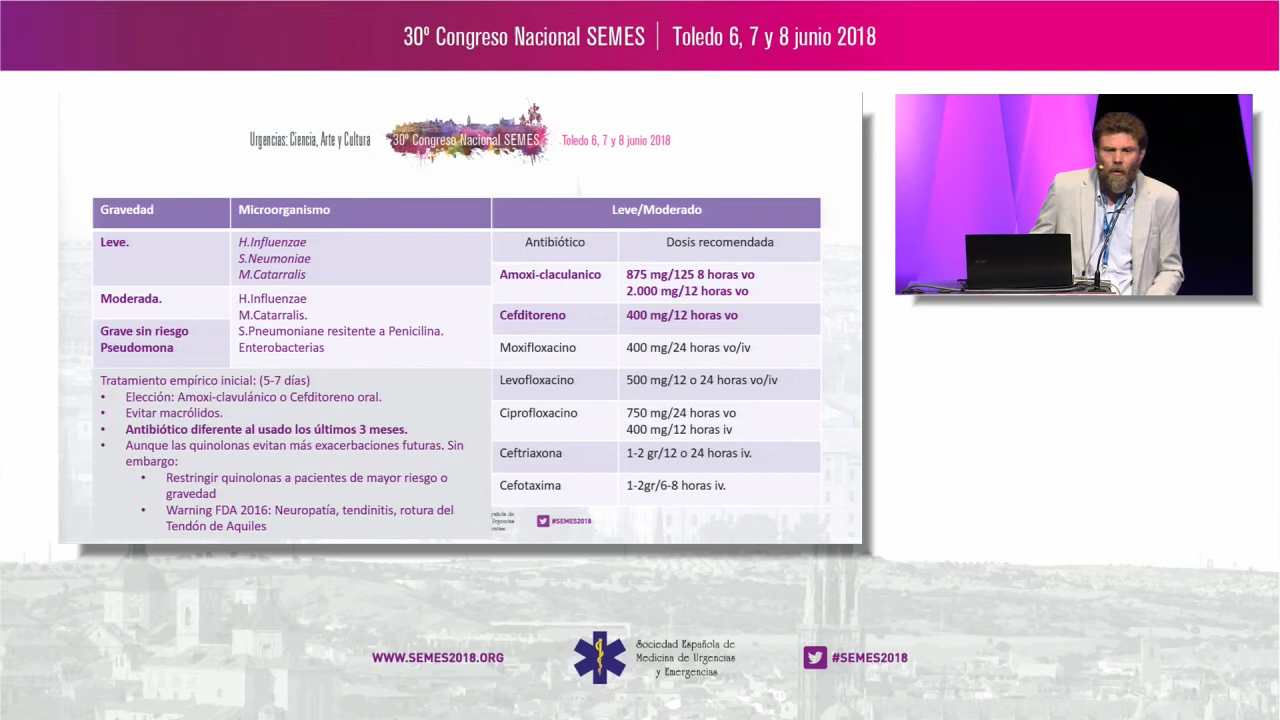 30º Congreso Nacional SEMES | Toledo 6, 7 y 8 junio 2018
Urgencias: Ciencia, Arte y Cultura
30º Congreso Nacional SEMES
Toledo 6, 7 y 8 junio 2018
Gravedad
Microorganismo
Leve/Moderado
Leve.
H.Influenzae
S.Neumoniae
M.Catarralis
Moderada.
H.Influenzae
M.Catarralis.
Grave sin riesgo
Pseudomona
S.Pneumoniane resitente a Penicilina.
Enterobacterias
Tratamiento empírico inicial: (5-7 días)
• Elección: Amoxi-clavulánico o Cefditoreno oral.
• Evitar macrólidos.
• Antibiótico diferente al usado los últimos 3 meses.
• Aunque las quinolonas evitan más exacerbaciones futuras. Sin
embargo:
• Restringir quinolonas a pacientes de mayor riesgo o
gravedad
• Warning FDA 2016: Neuropatía, tendinitis, rotura del
Tendón de Aquiles
Antibiótico
Dosis recomendada
Amoxi-claculanico
875 mg/125 8 horas vo
2.000 mg/12 horas vo
Cefditoreno
400 mg/12 horas vo
Moxifloxacino
400 mg/24 horas vo/iv
Levofloxacino
500 mg/12 o 24 horas vo/iv
Ciprofloxacino
750 mg/24 horas vo
400 mg/12 horas iv
Ceftriaxona
1-2 gr/12 o 24 horas iv.
Cefotaxima
1-2gr/6-8 horas iv.
#SEMES2018
WWW.SEMES2018.ORG
Sociedad Española de
Medicina de Urgencias
y Emergencias
#SEMES2018